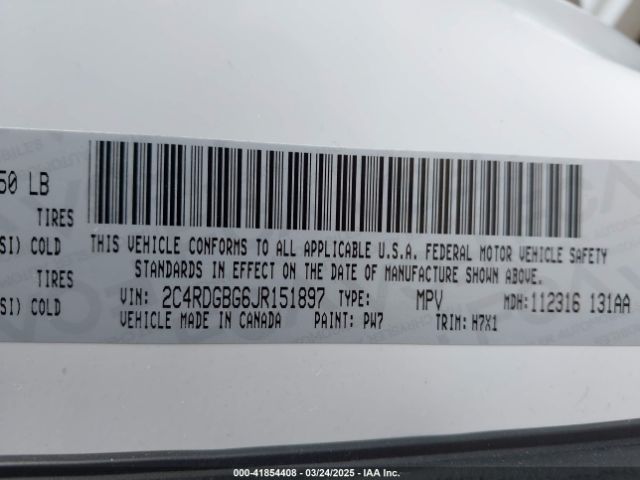 50 LB
TIRES
SI) COLD
THIS VEHICLE CONFORMS TO ALL APPLICABLE U.S.A. FEDERAL MOTOR VEHICLE SAFETY
STANDARDS IN EFFECT ON THE DATE OF MANUFACTURE SHOWN ABOVE.
TIRES
VIN: 2C4RDGBG6JR151897 TYPE: MPV MDH: 112316 131AA
SI) COLD
VEHICLE MADE IN CANADA PAINT: PW7 TRIM: H7X1
000-41854408 - 03/24/2025 - IAA Inc.